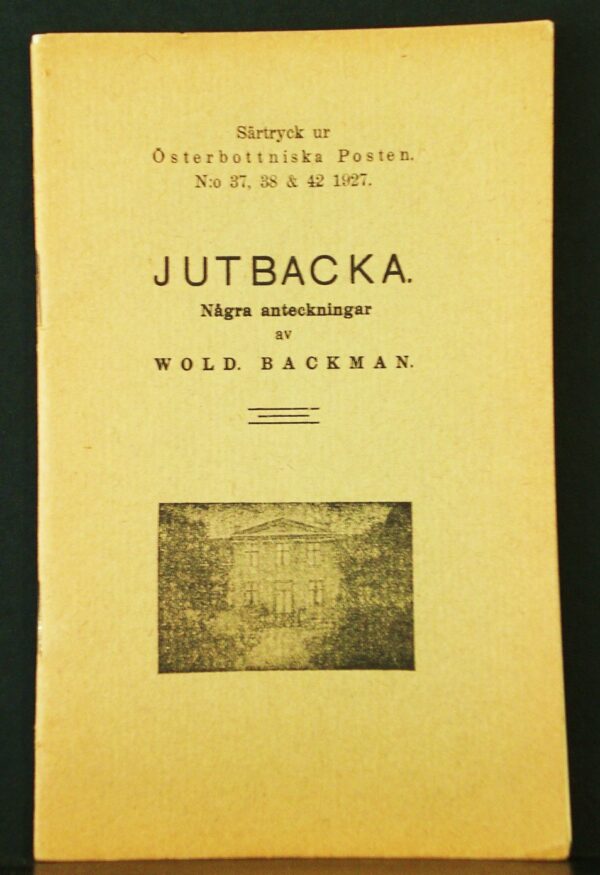 Särtryck ur
Österbottniska Posten.
N:o 37, 38 & 42 1927.
JUTBACKA.
Några anteckningar
av
WOLD. BACKMAN.